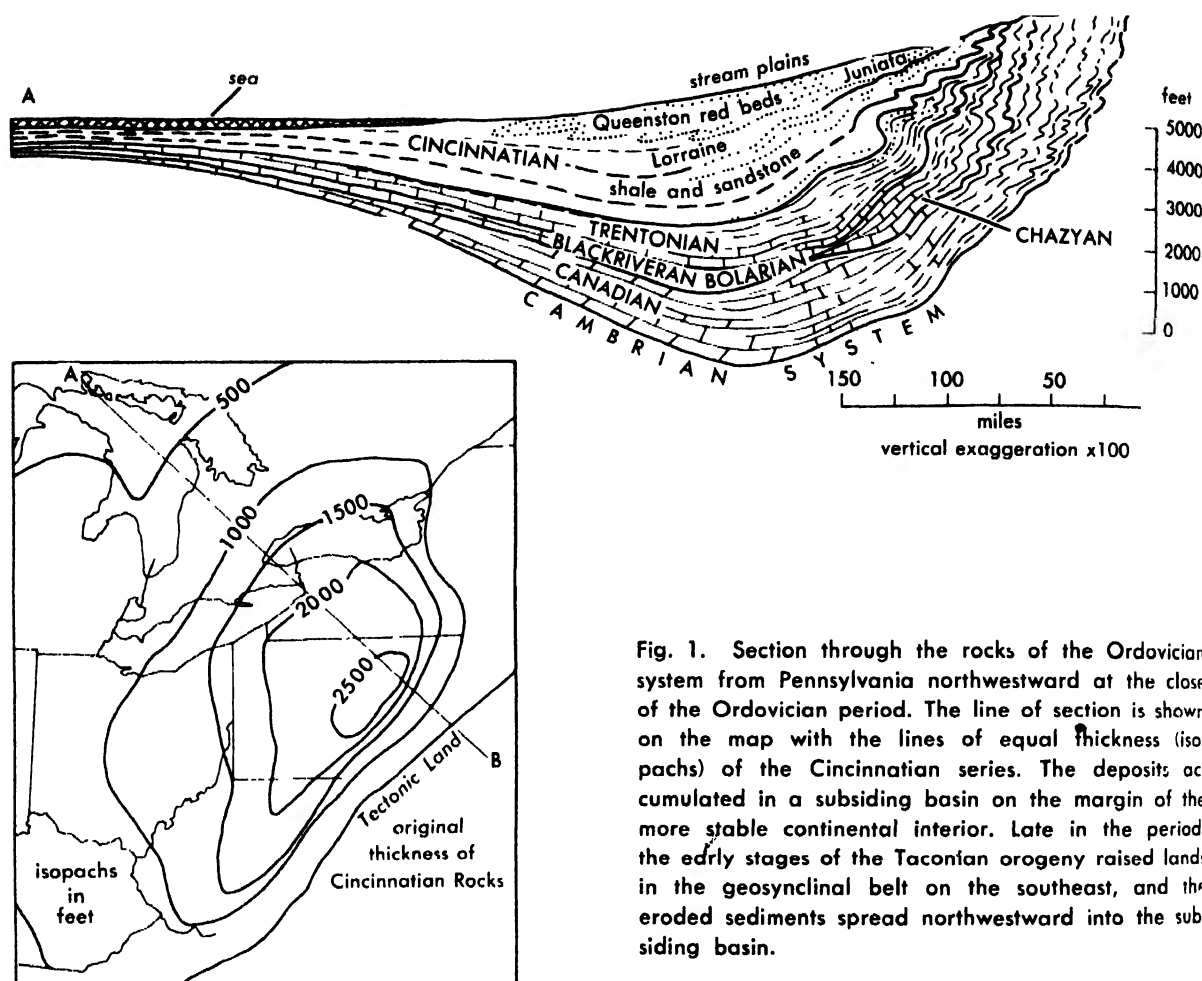 A
sea
stream plains
Juniata
Queenston red beds
CINCINNATIAN
Lorraine
shale and sandstone
TRENTONIAN
BLACKRIVERAN BOLARIAN
CANADIAN
CAMBRIAN SYSTEM
CHAZYAN
feet
5000
4000
3000
2000
1000
0
150 100 50
miles
vertical exaggeration x100
A
500
1000
1500
2000
2500
B
Tectonic Land
original
thickness of
Cincinnatian Rocks
isopachs
in
feet
Fig. 1. Section through the rocks of the Ordovician
system from Pennsylvania northwestward at the close
of the Ordovician period. The line of section is shown
on the map with the lines of equal thickness (iso
pachs) of the Cincinnatian series. The deposits ac
cumulated in a subsiding basin on the margin of the
more stable continental interior. Late in the period
the early stages of the Taconian orogeny raised lands
in the geosynclinal belt on the southeast, and the
eroded sediments spread northwestward into the sub
siding basin.